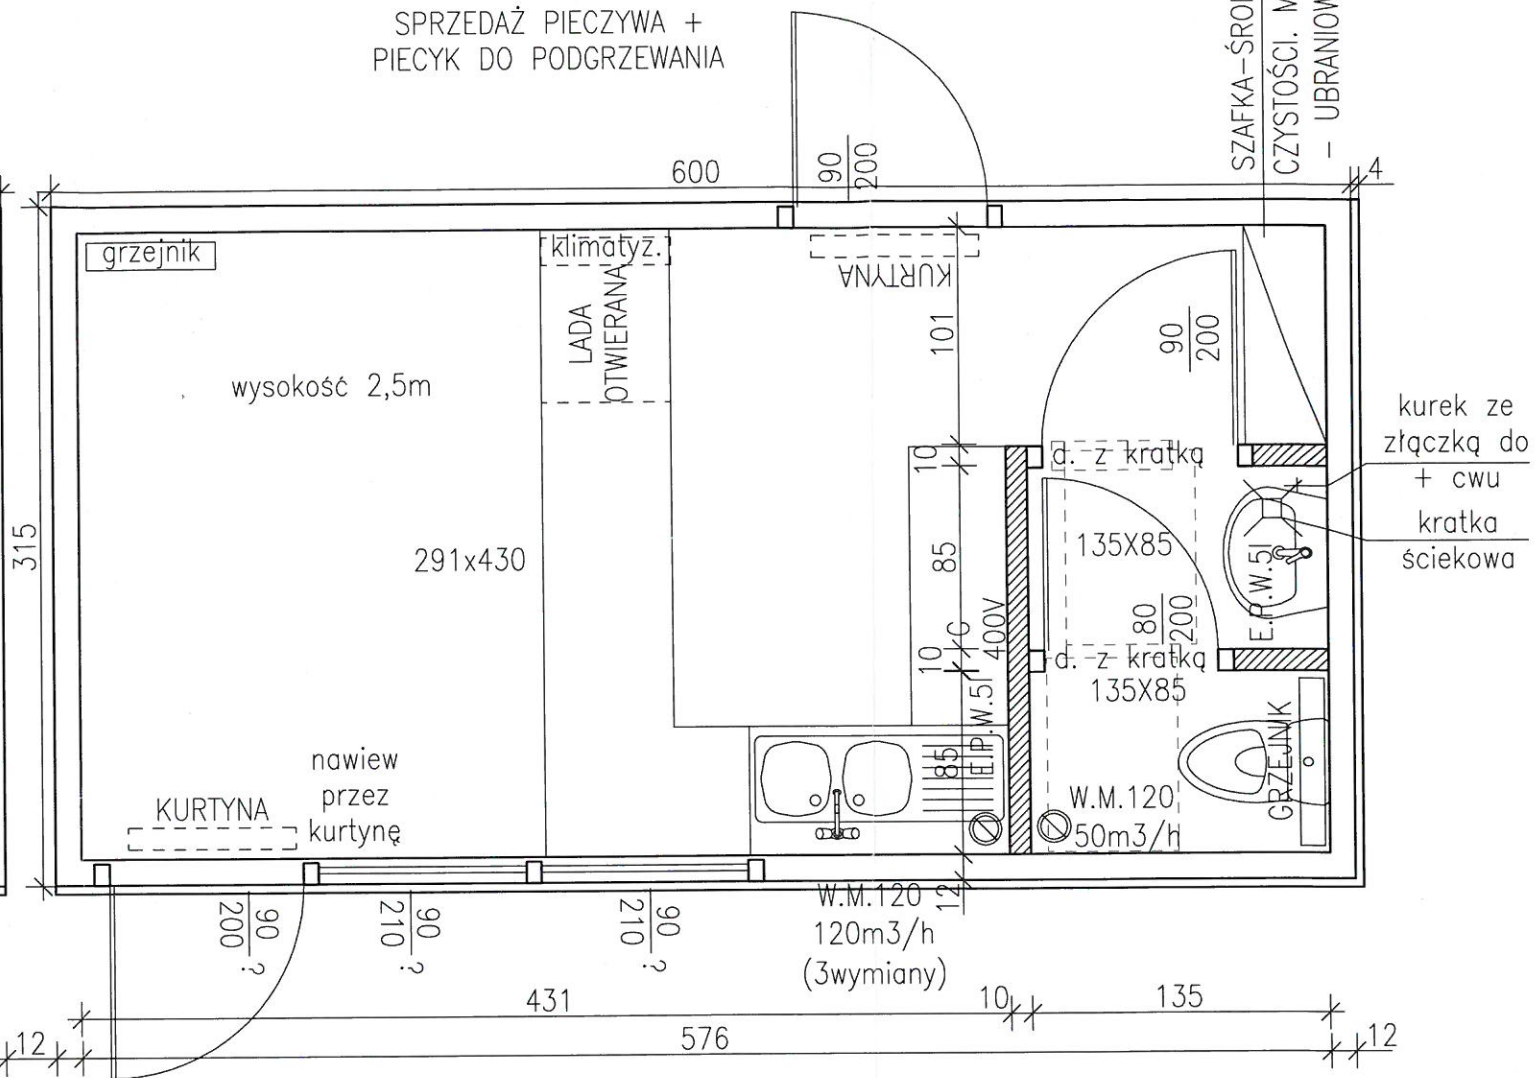 SPRZEDAŻ PIECZYWA +
PIECYK DO PODGRZEWANIA
CZYSTOŚCI.
- UBRANIOW
600
90
200
4
grzejnik
klimatyz.
KURTYNA
LADA
OTWIERANA
101
90
200
wysokość 2,5m
kurek ze
złączką do
+ cwu
kratka
ściekowa
10
d. z kratką
315
291x430
85
135X85
E.P.W.5l
80
200
G
400V
10
d. z kratką
135X85
E.P.W.5l
GRZEJNIK
nawiew
przez
kurtynę
KURTYNA
85
W.M.120
50m3/h
90
200
?
90
210
?
90
210
?
W.M.120
120m3/h
(3wymiany)
12
431
10
135
12
576
12